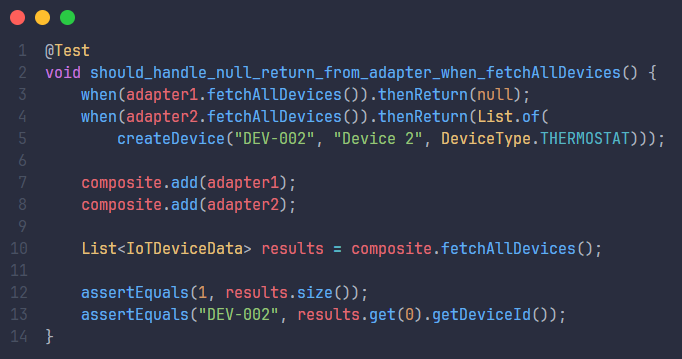 1 @Test
2 void should_handle_null_return_from_adapter_when_fetchAllDevices() {
3     when(adapter1.fetchAllDevices()).thenReturn(null);
4     when(adapter2.fetchAllDevices()).thenReturn(List.of(
5         createDevice("DEV-002", "Device 2", DeviceType.THERMOSTAT)));
6
7     composite.add(adapter1);
8     composite.add(adapter2);
9
10     List<IoTDeviceData> results = composite.fetchAllDevices();
11
12     assertEquals(1, results.size());
13     assertEquals("DEV-002", results.get(0).getDeviceId());
14 }